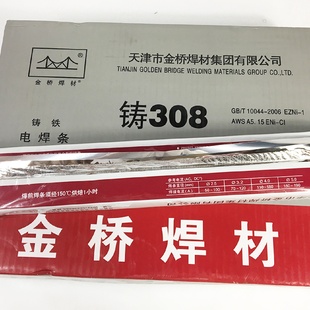 天津市金桥焊材集团有限公司
TIANJIN GOLDEN BRIDGE WELDING MATERIALS GROUP CO.,LTD.
金桥焊材
®
铸铁
电焊条
铸308
GB/T 10044-2006 EZNi-1
AWS A5.15 ENi-CI
焊前焊条须经150℃烘焙1小时
金桥焊材